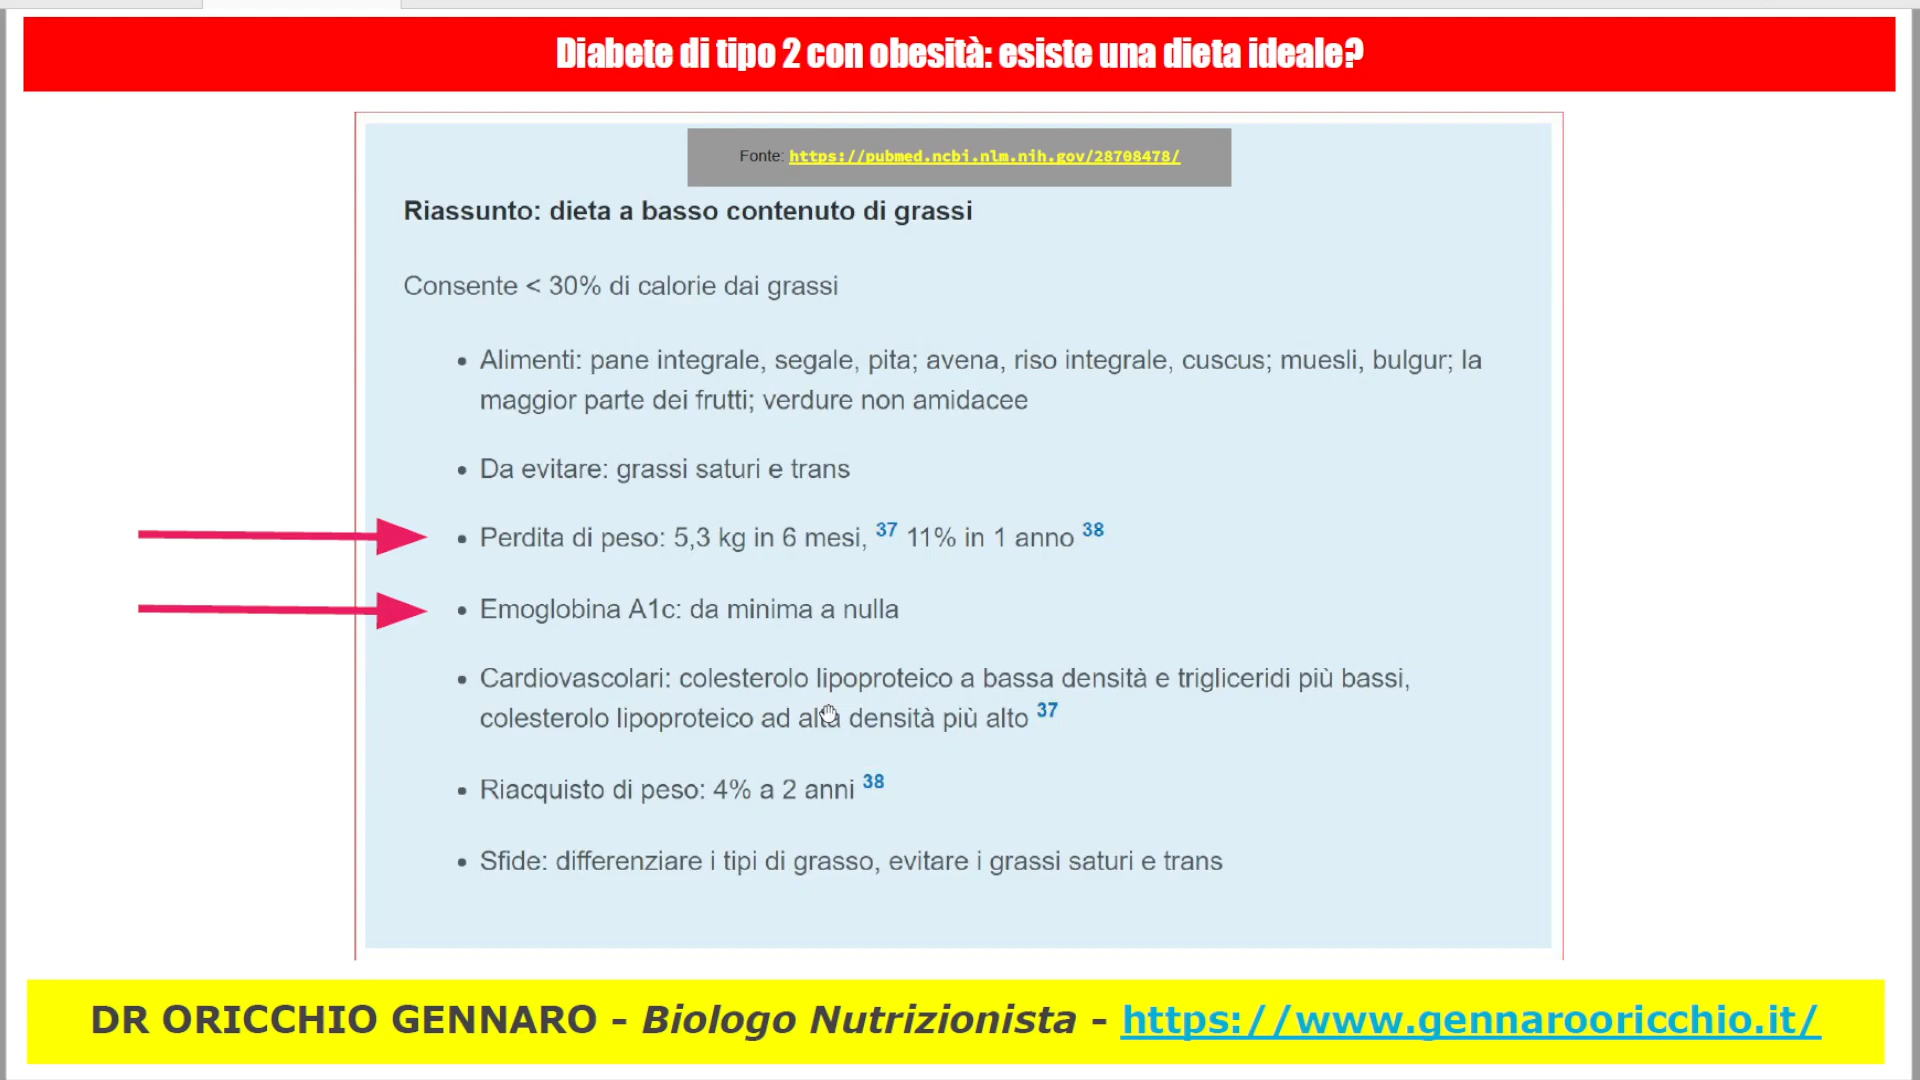 Diabete di tipo 2 con obesità: esiste una dieta ideale?
Fonte: https://pubmed.ncbi.nlm.nih.gov/28708478/
Riassunto: dieta a basso contenuto di grassi
Consente < 30% di calorie dai grassi
• Alimenti: pane integrale, segale, pita; avena, riso integrale, cuscus; muesli, bulgur; la
maggior parte dei frutti; verdure non amidacee
• Da evitare: grassi saturi e trans
• Perdita di peso: 5,3 kg in 6 mesi, 37 11% in 1 anno 38
• Emoglobina A1c: da minima a nulla
• Cardiovascolari: colesterolo lipoproteico a bassa densità e trigliceridi più bassi,
colesterolo lipoproteico ad alta densità più alto 37
• Riacquisto di peso: 4% a 2 anni 38
• Sfide: differenziare i tipi di grasso, evitare i grassi saturi e trans
DR ORICCHIO GENNARO - Biologo Nutrizionista - https://www.gennarooricchio.it/